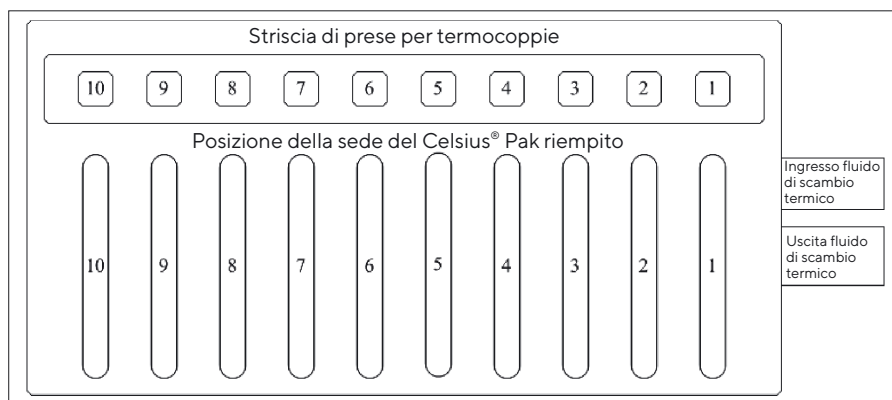 Striscia di prese per termocoppie
10 9 8 7 6 5 4 3 2 1
Posizione della sede del Celsius® Pak riempito
Ingresso fluido
di scambio
termico
Uscita fluido
di scambio
termico
10 9 8 7 6 5 4 3 2 1